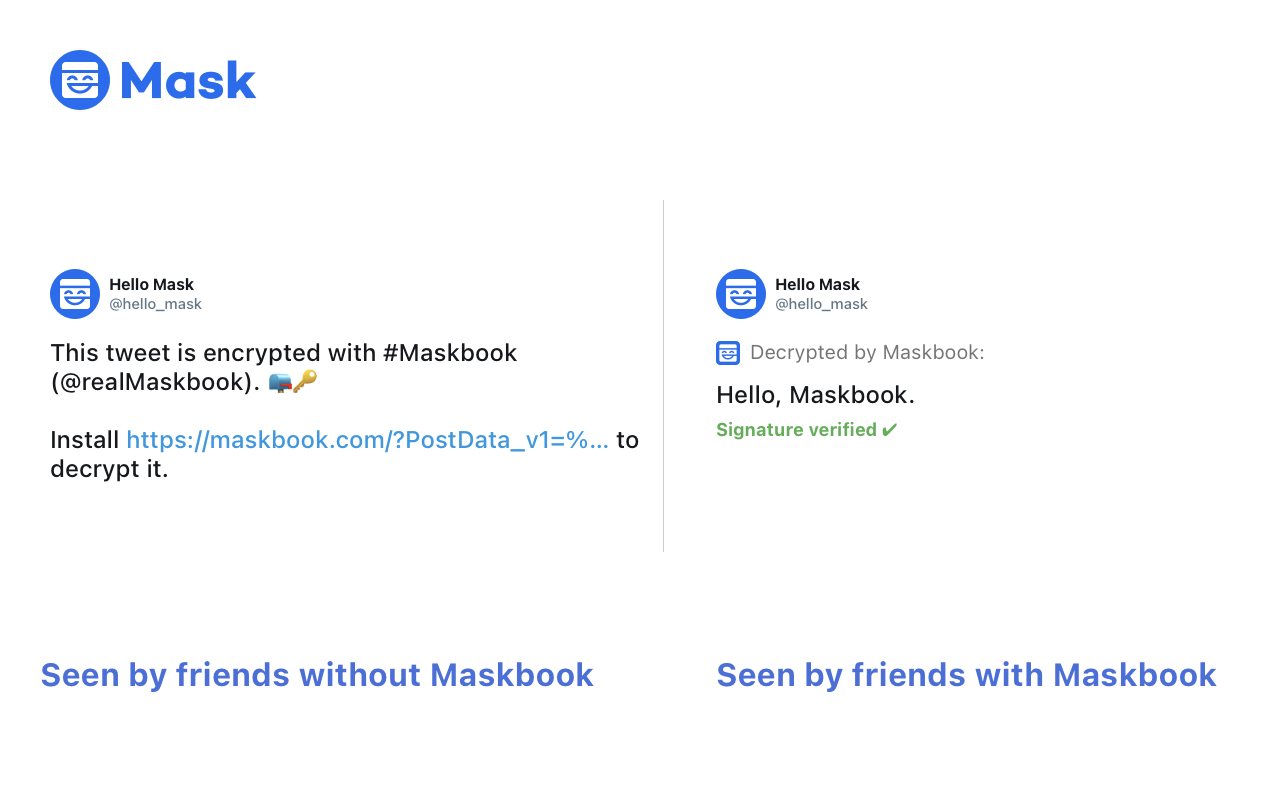 Mask
Hello Mask
@hello_mask
This tweet is encrypted with #Maskbook
(@realMaskbook). 📪🔑
Install https://maskbook.com/?PostData_v1=%... to
decrypt it.
Seen by friends without Maskbook
Hello Mask
@hello_mask
Decrypted by Maskbook:
Hello, Maskbook.
Signature verified ✔
Seen by friends with Maskbook